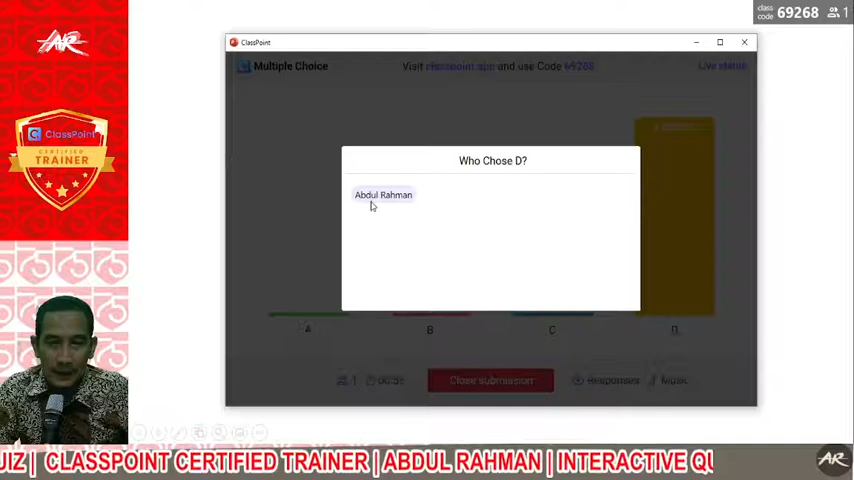 class
code 69268 1
AR
ClassPoint
CERTIFIED
TRAINER
ClassPoint
Multiple Choice
Visit classpoint.app and use Code 69268
Live status
Who Chose D?
Abdul Rahman
A
B
C
D
1
Close submission
Responses
Music
UIZ | CLASSPOINT CERTIFIED TRAINER | ABDUL RAHMAN | INTERACTIVE QU
AR